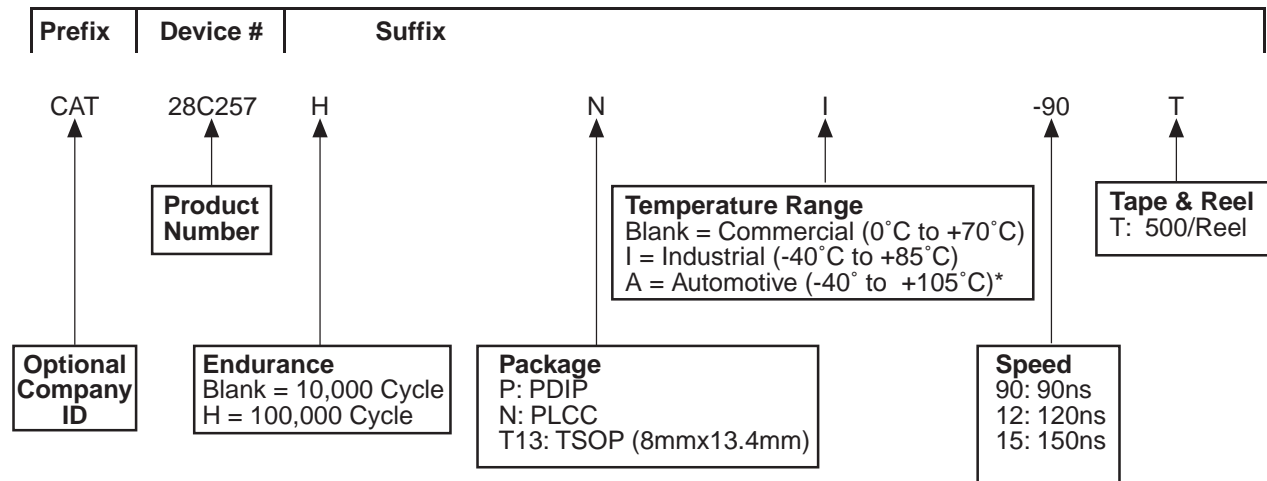 Prefix Device # Suffix
CAT 28C257 H N I -90 T
Product
Number
Temperature Range
Blank = Commercial (0˚C to +70˚C)
I = Industrial (-40˚C to +85˚C)
A = Automotive (-40˚ to +105˚C)*
Tape & Reel
T: 500/Reel
Optional
Company
ID
Endurance
Blank = 10,000 Cycle
H = 100,000 Cycle
Package
P: PDIP
N: PLCC
T13: TSOP (8mmx13.4mm)
Speed
90: 90ns
12: 120ns
15: 150ns